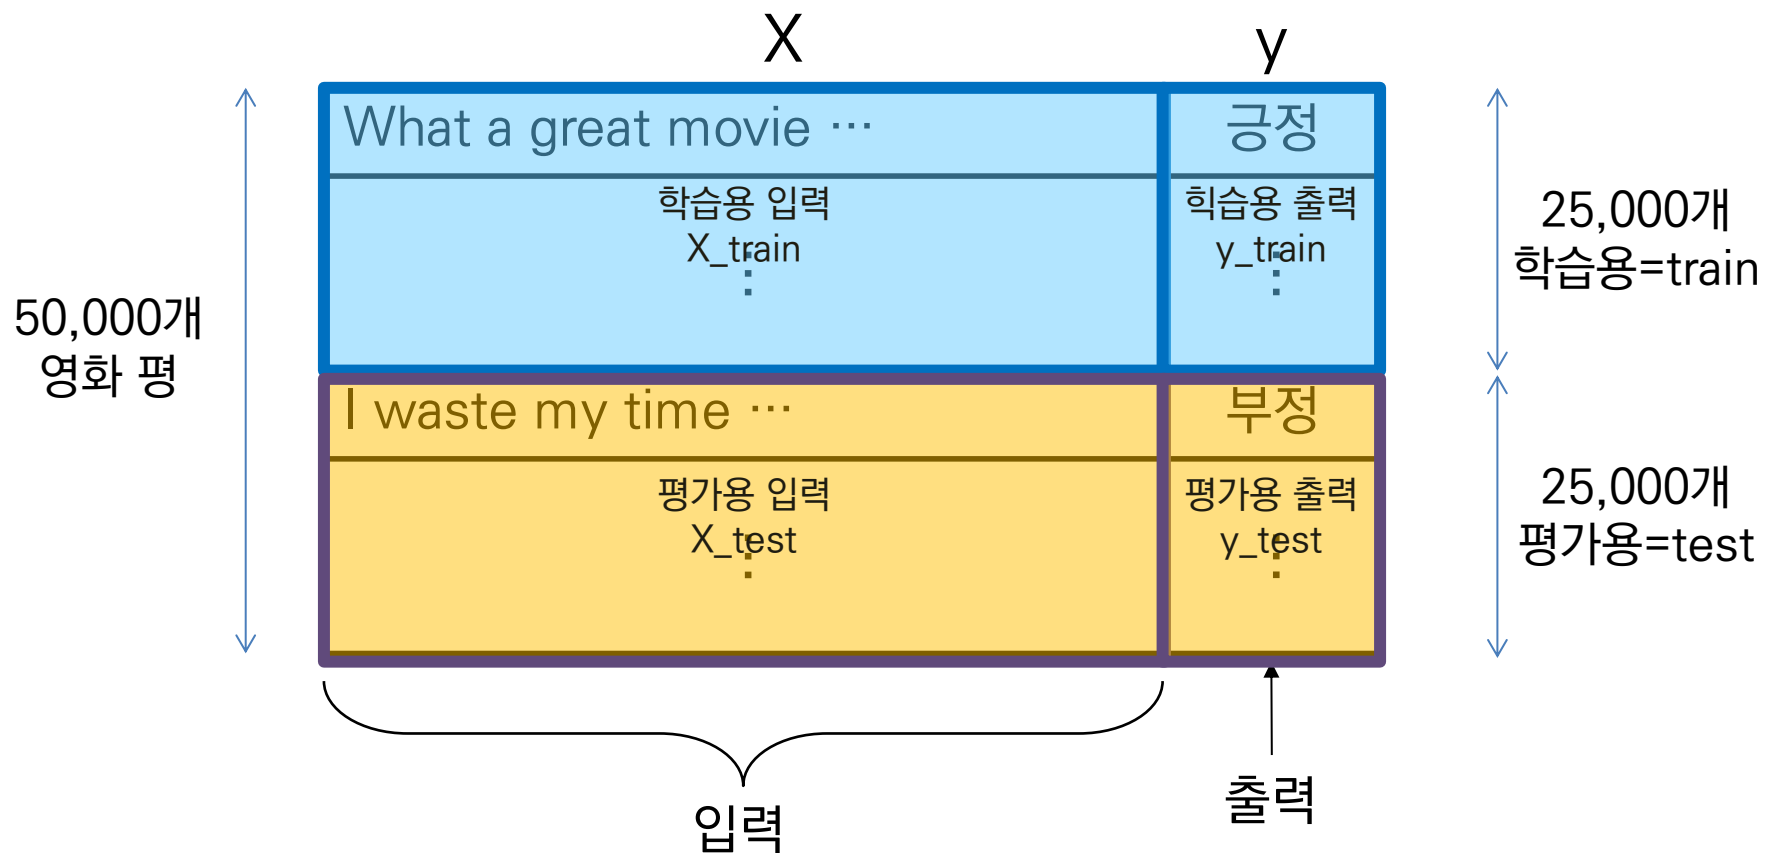 X
y
What a great movie …
긍정
학습용 입력
X_train
힉습용 출력
y_train
25,000개
학습용=train
50,000개
영화 평
I waste my time …
부정
평가용 입력
X_test
평가용 출력
y_test
25,000개
평가용=test
입력
출력